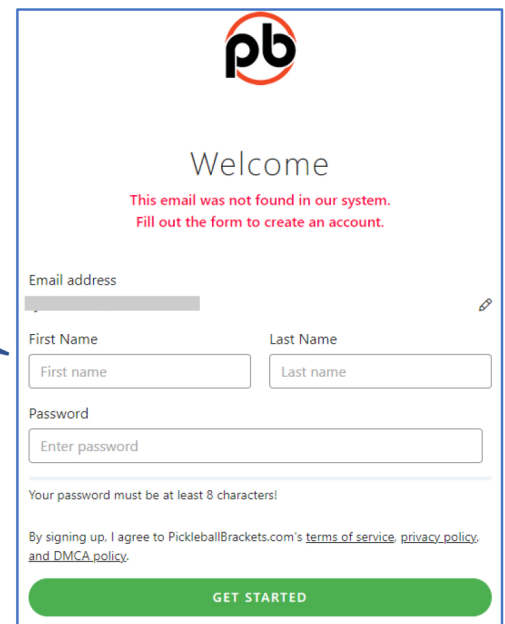 pb
Welcome
This email was not found in our system.
Fill out the form to create an account.
Email address
First Name Last Name
First name Last name
Password
Enter password
Your password must be at least 8 characters!
By signing up, I agree to PickleballBrackets.com's terms of service, privacy policy,
and DMCA policy.
GET STARTED